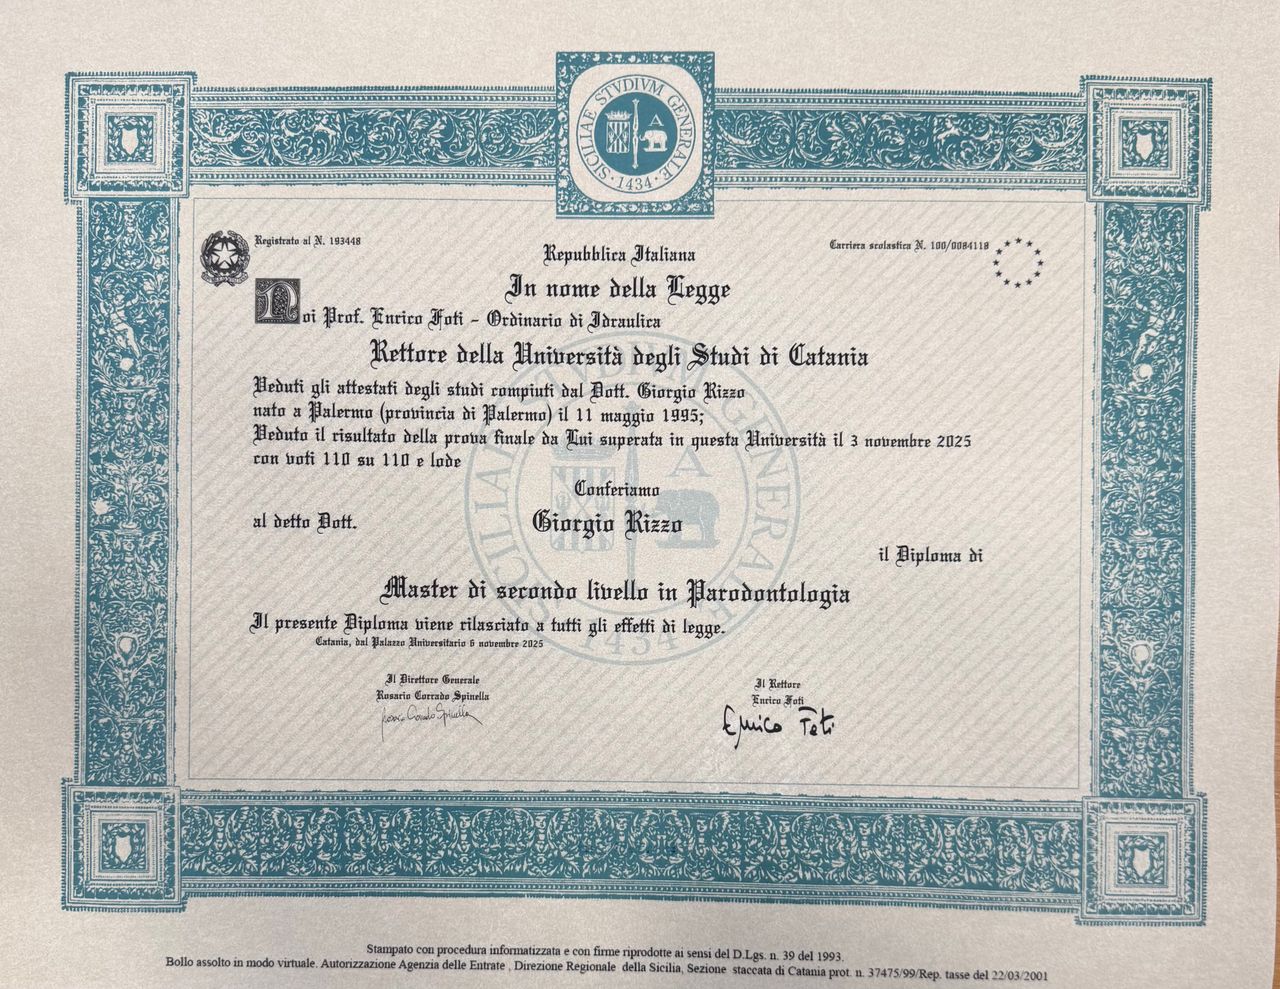 SICILIAE STVDIVM GENERALE
1434
Registrato al N. 193448
Carriera scolastica N. 100/0084118
Repubblica Italiana
In nome della Legge
Noi Prof. Enrico Foti - Ordinario di Idraulica
Rettore della Università degli Studi di Catania
Veduti gli attestati degli studi compiuti dal Dott. Giorgio Rizzo
nato a Palermo (provincia di Palermo) il 11 maggio 1995;
Veduto il risultato della prova finale da Lui superata in questa Università il 3 novembre 2025
con voti 110 su 110 e lode
Conferiamo
al detto Dott. Giorgio Rizzo
il Diploma di
Master di secondo livello in Parodontologia
Il presente Diploma viene rilasciato a tutti gli effetti di legge.
Catania, dal Palazzo Universitario 6 novembre 2025
Il Direttore Generale
Rosario Corrado Spinella
Rosario Corrado Spinella
Il Rettore
Enrico Foti
Enrico Foti
SICILIAE STVDIVM GENERALE
1434
Stampato con procedura informatizzata e con firme riprodotte ai sensi del D.Lgs. n. 39 del 1993.
Bollo assolto in modo virtuale. Autorizzazione Agenzia delle Entrate , Direzione Regionale della Sicilia, Sezione staccata di Catania prot. n. 37475/99/Rep. tasse del 22/03/2001